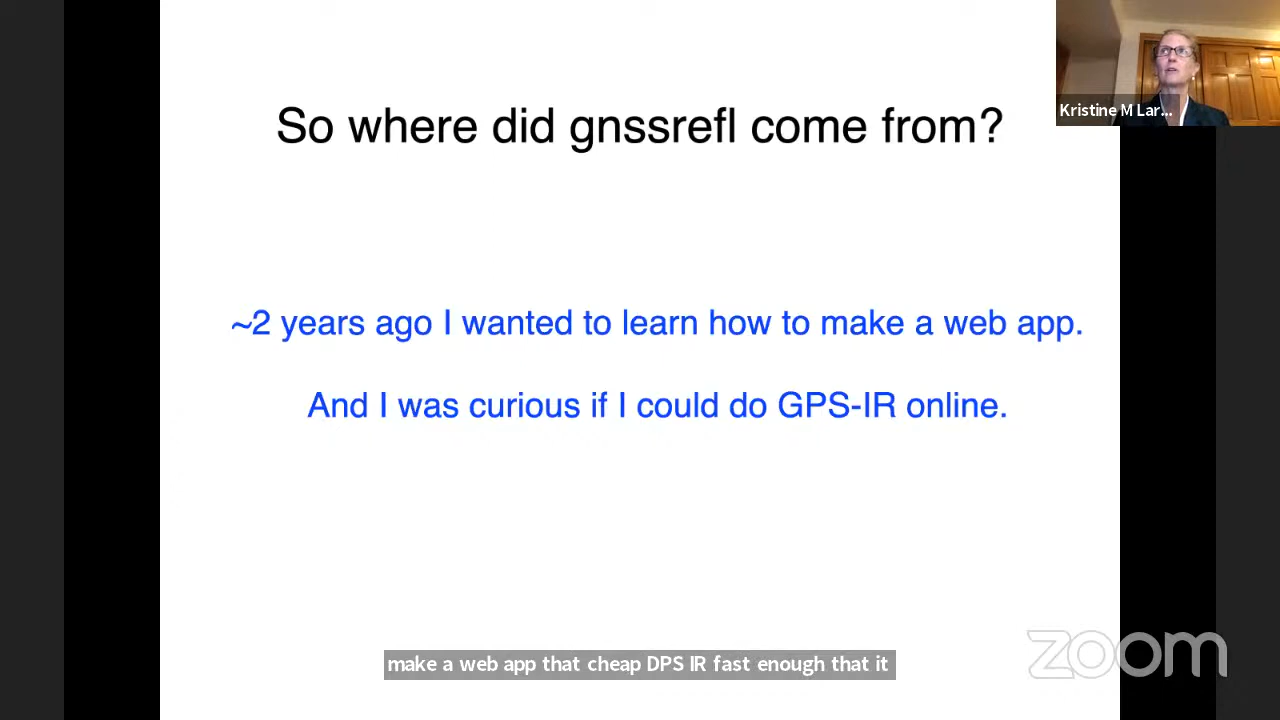 So where did gnssrefl come from?
Kristine M Lar...
~2 years ago I wanted to learn how to make a web app.
And I was curious if I could do GPS-IR online.
make a web app that cheap DPS IR fast enough that it
zoom